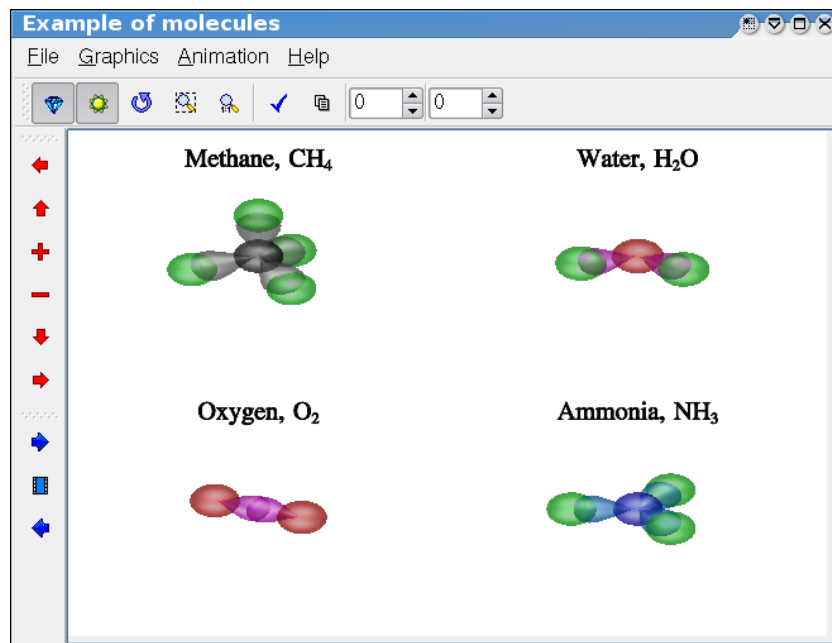 Example of molecules
File Graphics Animation Help
0 0
Methane, CH₄
Water, H₂O
Oxygen, O₂
Ammonia, NH₃